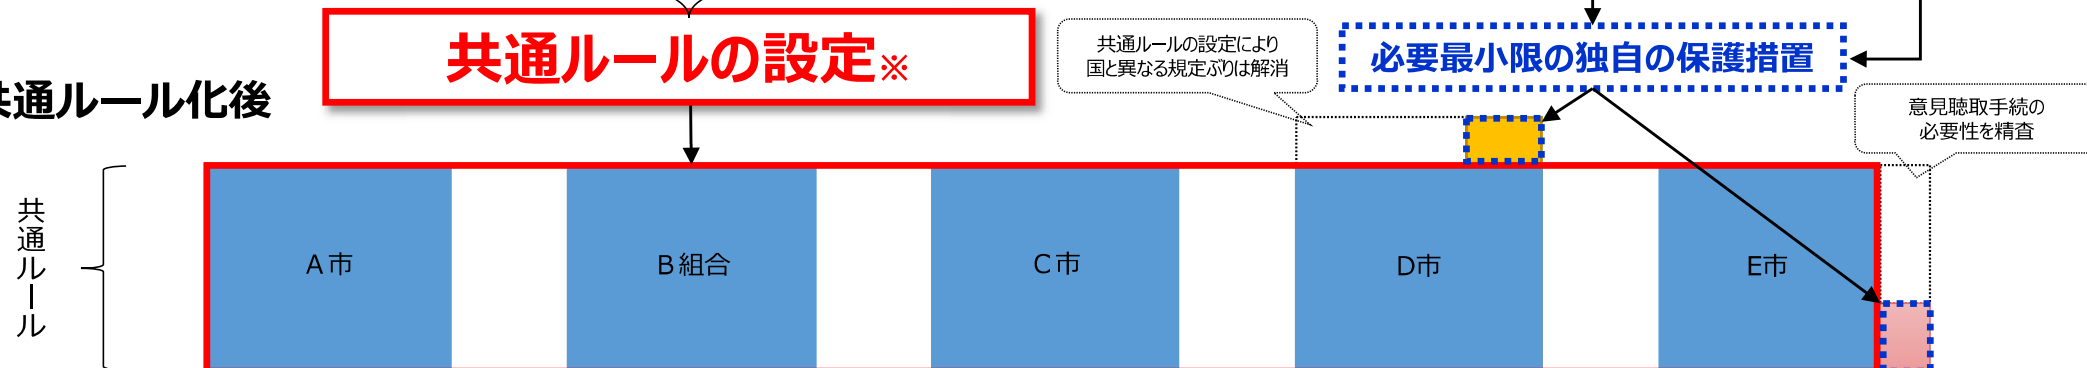 共通ルールの設定※
共通ルールの設定により
国と異なる規定ぶりは解消
必要最小限の独自の保護措置
共通ルール化後
意見聴取手続の
必要性を精査
共通ルール
A市
B組合
C市
D市
E市